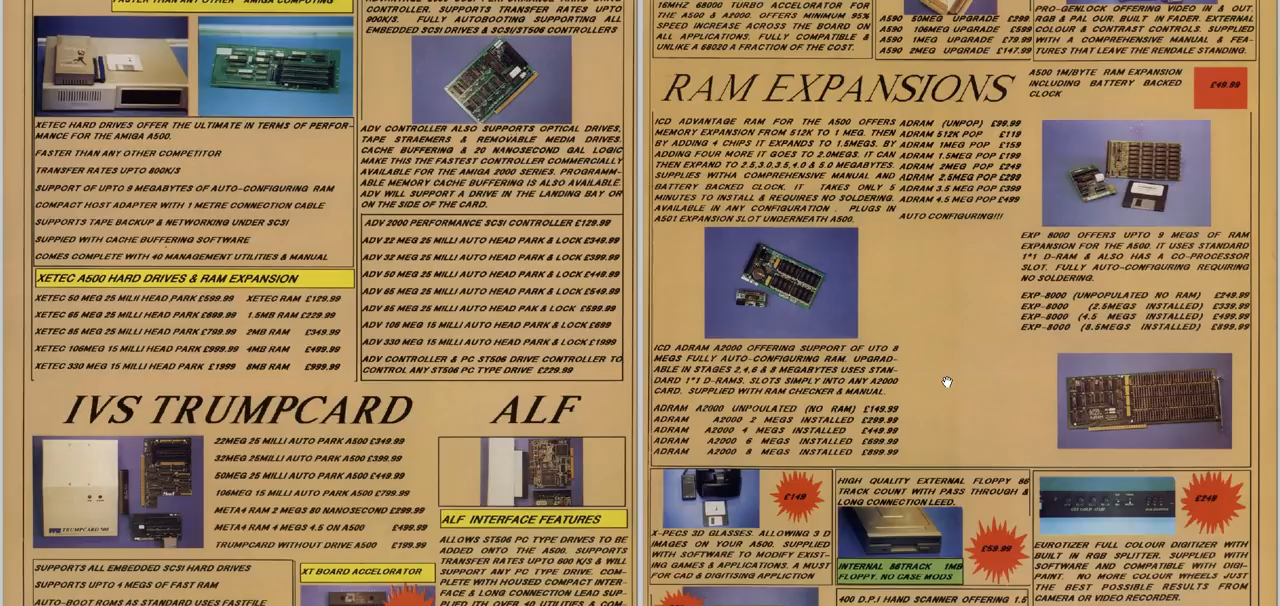 FASTER THAN ANY OTHER AMIGA COMPUTING
XETEC HARD DRIVES OFFER THE ULTIMATE IN TERMS OF PERFOR-
MANCE FOR THE AMIGA A500.
FASTER THAN ANY OTHER COMPETITOR
TRANSFER RATES UPTO 800K/S
SUPPORT OF UPTO 9 MEGABYTES OF AUTO-CONFIGURING RAM
COMPACT HOST ADAPTER WITH 1 METRE CONNECTION CABLE
SUPPORTS TAPE BACKUP & NETWORKING UNDER SCSI
SUPPIED WITH CACHE BUFFERING SOFTWARE
COMES COMPLETE WITH 40 MANAGEMENT UTILITIES & MANUAL
XETEC A500 HARD DRIVES & RAM EXPANSION
XETEC 50 MEG 25 MILII HEAD PARK £599.99 XETEC RAM £129.99
XETEC 65 MEG 25 MILLI HEAD PARK £699.99 1.5MB RAM £229.99
XETEC 85 MEG 25 MILLI HEAD PARK £799.99 2MB RAM £349.99
XETEC 106MEG 15 MILLI HEAD PARK £999.99 4MB RAM £499.99
XETEC 330 MEG 15 MILLI HEAD PARK £1999 8MB RAM £999.99
CONTROLLER. SUPPORTS TRANSFER RATES UPTO
900K/S. FULLY AUTOBOOTING SUPPORTING ALL
EMBEDDED SCSI DRIVES & SCSI/ST506 CONTROLLERS
ADV CONTROLLER ALSO SUPPORTS OPTICAL DRIVES,
TAPE STRAEMERS & REMOVABLE MEDIA DRIVES.
CACHE BUFFERING & 20 NANOSECOND GAL LOGIC
MAKE THIS THE FASTEST CONTROLLER COMMERCIALLY
AVAILABLE FOR THE AMIGA 2000 SERIES. PROGRAMM-
ABLE MEMORY CACHE BUFFERING IS ALSO AVAILABLE.
ADV WILL SUPPORT A DRIVE IN THE LANDING BAY OR
ON THE SIDE OF THE CARD.
ADV 2000 PERFORMANCE SCSI CONTROLLER £129.99
ADV 22 MEG 25 MILLI AUTO HEAD PARK & LOCK £349.99
ADV 32 MEG 25 MILLI AUTO HEAD PARK & LOCK £399.99
ADV 50 MEG 25 MILLI AUTO HEAD PARK & LOCK £449.99
ADV 65 MEG 25 MILLI AUTO HEAD PARK & LOCK £549.99
ADV 85 MEG 25 MILLI AUTO HEAD PAK & LOCK £599.99
ADV 106 MEG 15 MILLI AUTO HEAD PARK & LOCK £699
ADV 330 MEG 15 MILLI AUTO HEAD PARK & LOCK £1999
ADV CONTROLLER & PC ST506 DRIVE CONTROLLER TO
CONTROL ANY ST506 PC TYPE DRIVE £229.99
IVS TRUMPCARD
TRUMPCARD 500
22MEG 25 MILLI AUTO PARK A500 £349.99
32MEG 25MILLI AUTO PARK A500 £399.99
50MEG 25 MILLI AUTO PARK A500 £449.99
106MEG 15 MILLI AUTO PARK A500 £799.99
META4 RAM 2 MEGS 80 NANOSECOND £299.99
META4 RAM 4 MEGS 4.5 ON A500 £499.99
TRUMPCARD WITHOUT DRIVE A500 £199.99
SUPPORTS ALL EMBEDDED SCSI HARD DRIVES
SUPPORTS UPTO 4 MEGS OF FAST RAM
AUTO-BOOT ROMS AS STANDARD USES FASTFILE
XT BOARD ACCELORATOR
ALF
ALF INTERFACE FEATURES
ALLOWS ST506 PC TYPE DRIVES TO BE
ADDED ONTO THE A500. SUPPORTS
TRANSFER RATES UPTO 600 K/S & WILL
SUPPORT ANY PC TYPE DRIVE. COM-
PLETE WITH HOUSED COMPACT INTER-
FACE & LONG CONNECTION LEAD SUP-
PLIED WITH OVER 40 UTILITIES & COM-
16MHZ 68000 TURBO ACCELORATOR FOR
THE A500 & A2000. OFFERS MINIMUM 95%
SPEED INCREASE ACROSS THE BOARD ON
ALL APPLICATIONS. FULLY COMPATIBLE &
UNLIKE A 68020 A FRACTION OF THE COST.
A590 50MEG UPGRADE £299
A590 106MEG UPGRADE £599
A590 1MEG UPGRADE £79.99
A590 2MEG UPGRADE £147.99
PRO-GENLOCK OFFERING VIDEO IN & OUT.
RGB & PAL OUR. BUILT IN FADER. EXTERNAL
COLOUR & CONTRAST CONTROLS. SUPPLIED
WITH A COMPREHENSIVE MANUAL & FEA-
TURES THAT LEAVE THE RENDALE STANDING.
RAM EXPANSIONS
A500 1M/BYTE RAM EXPANSION
INCLUDING BATTERY BACKED
CLOCK
£49.99
ICD ADVANTAGE RAM FOR THE A500 OFFERS
MEMORY EXPANSION FROM 512K TO 1 MEG. THEN
BY ADDING 4 CHIPS IT EXPANDS TO 1.5MEGS. BY
ADDING FOUR MORE IT GOES TO 2.0MEGS. IT CAN
THEN EXPAND TO 2.5,3.0,3.5,4.0 & 5.0 MEGABYTES.
SUPPLIES WITHA COMPREHENSIVE MANUAL AND
BATTERY BACKED CLOCK. IT TAKES ONLY 5
MINUTES TO INSTALL & REQUIRES NO SOLDERING.
AVAILABLE IN ANY CONFIGURATION . PLUGS IN
A501 EXPANSION SLOT UNDERNEATH A500.
ADRAM (UNPOP) £99.99
ADRAM 512K POP £119
ADRAM 1MEG POP £159
ADRAM 1.5MEG POP £199
ADRAM 2MEG POP £249
ADRAM 2.5MEG POP £299
ADRAM 3.5 MEG POP £399
ADRAM 4.5 MEG POP £499
AUTO CONFIGURING!!!
EXP 8000 OFFERS UPTO 9 MEGS OF RAM
EXPANSION FOR THE A500. IT USES STANDARD
1*1 D-RAM & ALSO HAS A CO-PROCESSOR
SLOT. FULLY AUTO-CONFIGURING REQUIRING
NO SOLDERING.
EXP-8000 (UNPOPULATED NO RAM) £249.99
EXP-8000 (2.5MEGS INSTALLED) £339.99
EXP-8000 (4.5 MEGS INSTALLED) £499.99
EXP-8000 (8.5MEGS INSTALLED) £899.99
ICD ADRAM A2000 OFFERING SUPPORT OF UTO 8
MEGS FULLY AUTO-CONFIGURING RAM. UPGRAD-
ABLE IN STAGES 2,4,6 & 8 MEGABYTES USES STAN-
DARD 1*1 D-RAMS. SLOTS SIMPLY INTO ANY A2000
CARD. SUPPLIED WITH RAM CHECKER & MANUAL.
ADRAM A2000 UNPOULATED (NO RAM) £149.99
ADRAM A2000 2 MEGS INSTALLED £299.99
ADRAM A2000 4 MEGS INSTALLED £449.99
ADRAM A2000 6 MEGS INSTALLED £699.99
ADRAM A2000 8 MEGS INSTALLED £899.99
£149
X-PECS 3D GLASSES. ALLOWING 3 D
IMAGES ON YOUR A500. SUPPLIED
WITH SOFTWARE TO MODIFY EXIST-
ING GAMES & APPLICATIONS. A MUST
FOR CAD & DIGITISING APPLICTION
HIGH QUALITY EXTERNAL FLOPPY 86
TRACK COUNT WITH PASS THROUGH &
LONG CONNECTION LEED.
£59.99
INTERNAL 86TRACK 1MB
FLOPPY. NO CASE MODS
400 D.P.I HAND SCANNER OFFERING 1.5
£249
EUROTIZER FULL COLOUR DIGITIZER WITH
BUILT IN RGB SPLITTER. SUPPLIED WITH
SOFTWARE AND COMPATIBLE WITH DIGI-
PAINT. NO MORE COLOUR WHEELS JUST
THE BEST POSSIBLE RESULTS FROM
CAMERA OR VIDEO RECORDER.